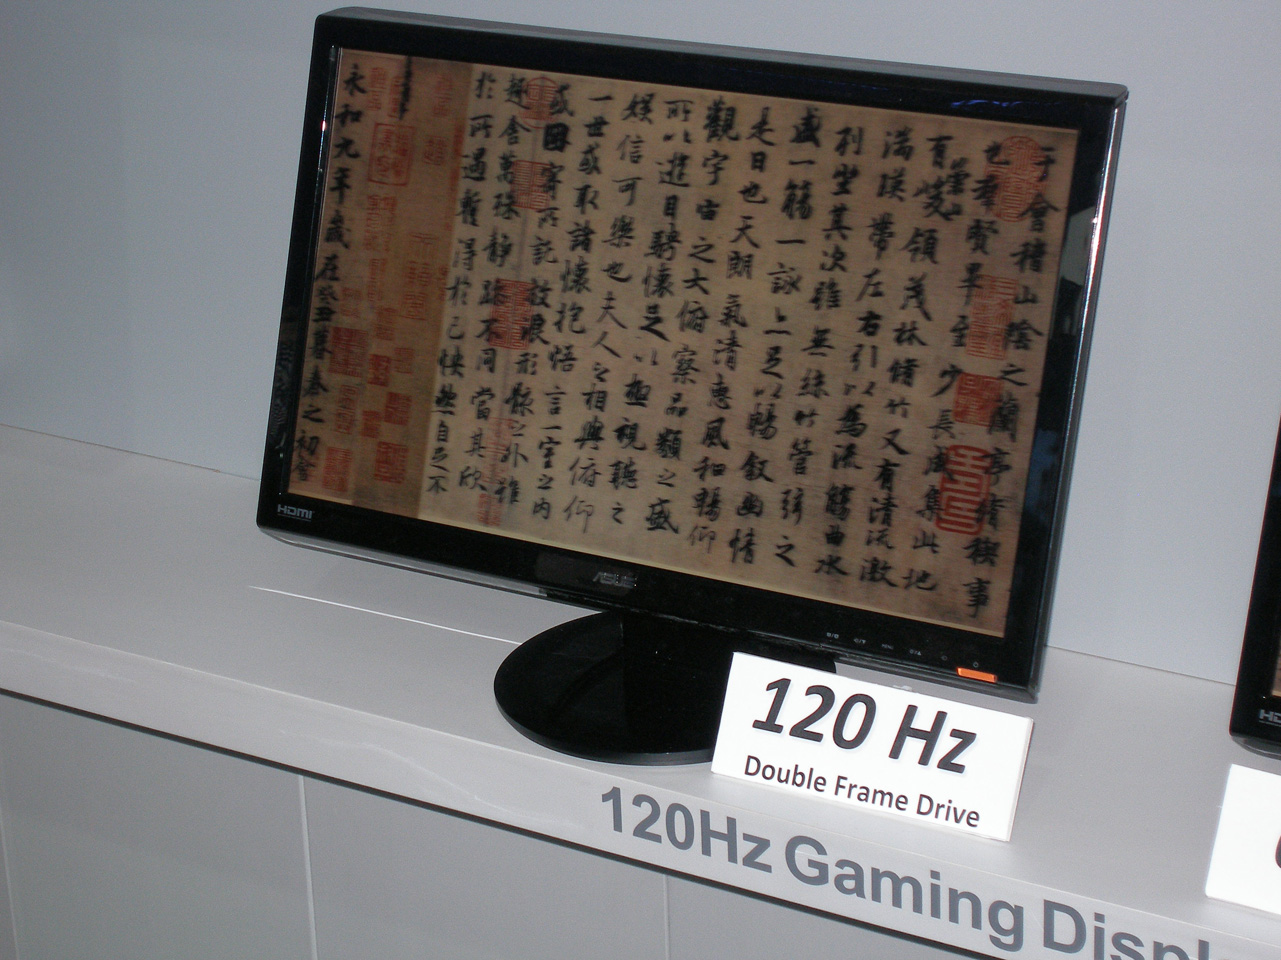 于會稽山陰之蘭亭脩稧事
也羣賢畢至少長咸集此地
有崇山峻領茂林脩竹又有清流激
湍暎帶左右引以為流觴曲水
列坐其次雖無絲竹管弦之
盛一觴一詠亦足以暢敘幽情
是日也天朗氣清惠風和暢仰
觀宇宙之大俯察品類之盛
所以遊目騁懷足以極視聽之
娛信可樂也夫人之相與俯仰
一世或取諸懷抱悟言一室之內
或因寄所託放浪形骸之外雖
趣舍萬殊靜躁不同當其欣
於所遇暫得於己怏然自足不
永和九年歲在癸丑暮春之初會
HDMI
ASUS
120 Hz
Double Frame Drive
120Hz Gaming Displ